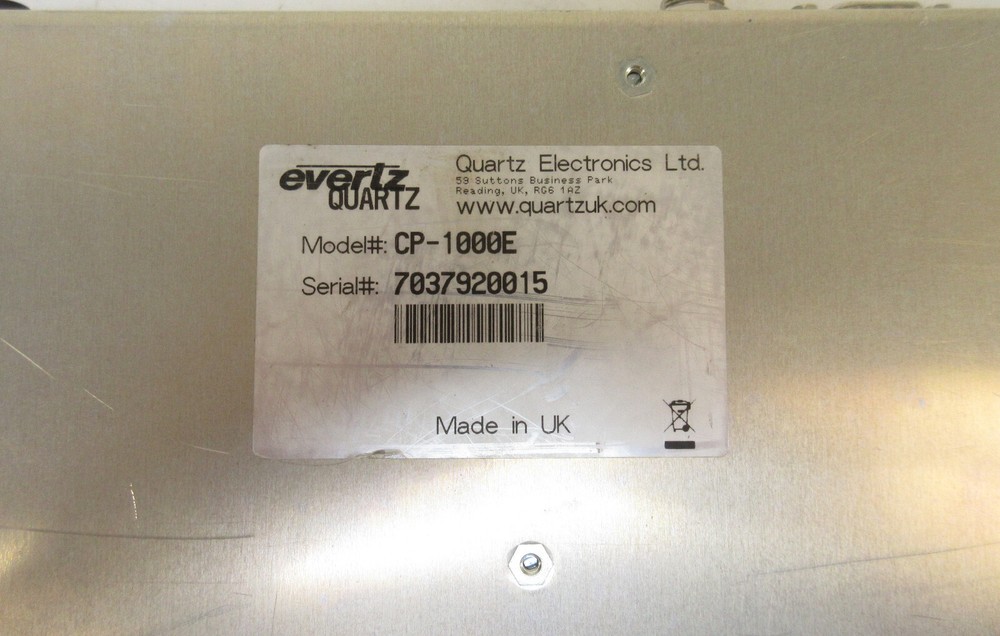 evertz
QUARTZ
Quartz Electronics Ltd.
59 Suttons Business Park
Reading, UK, RG6 1AZ
www.quartzuk.com
Model#: CP-1000E
Serial#: 7037920015
Made in UK